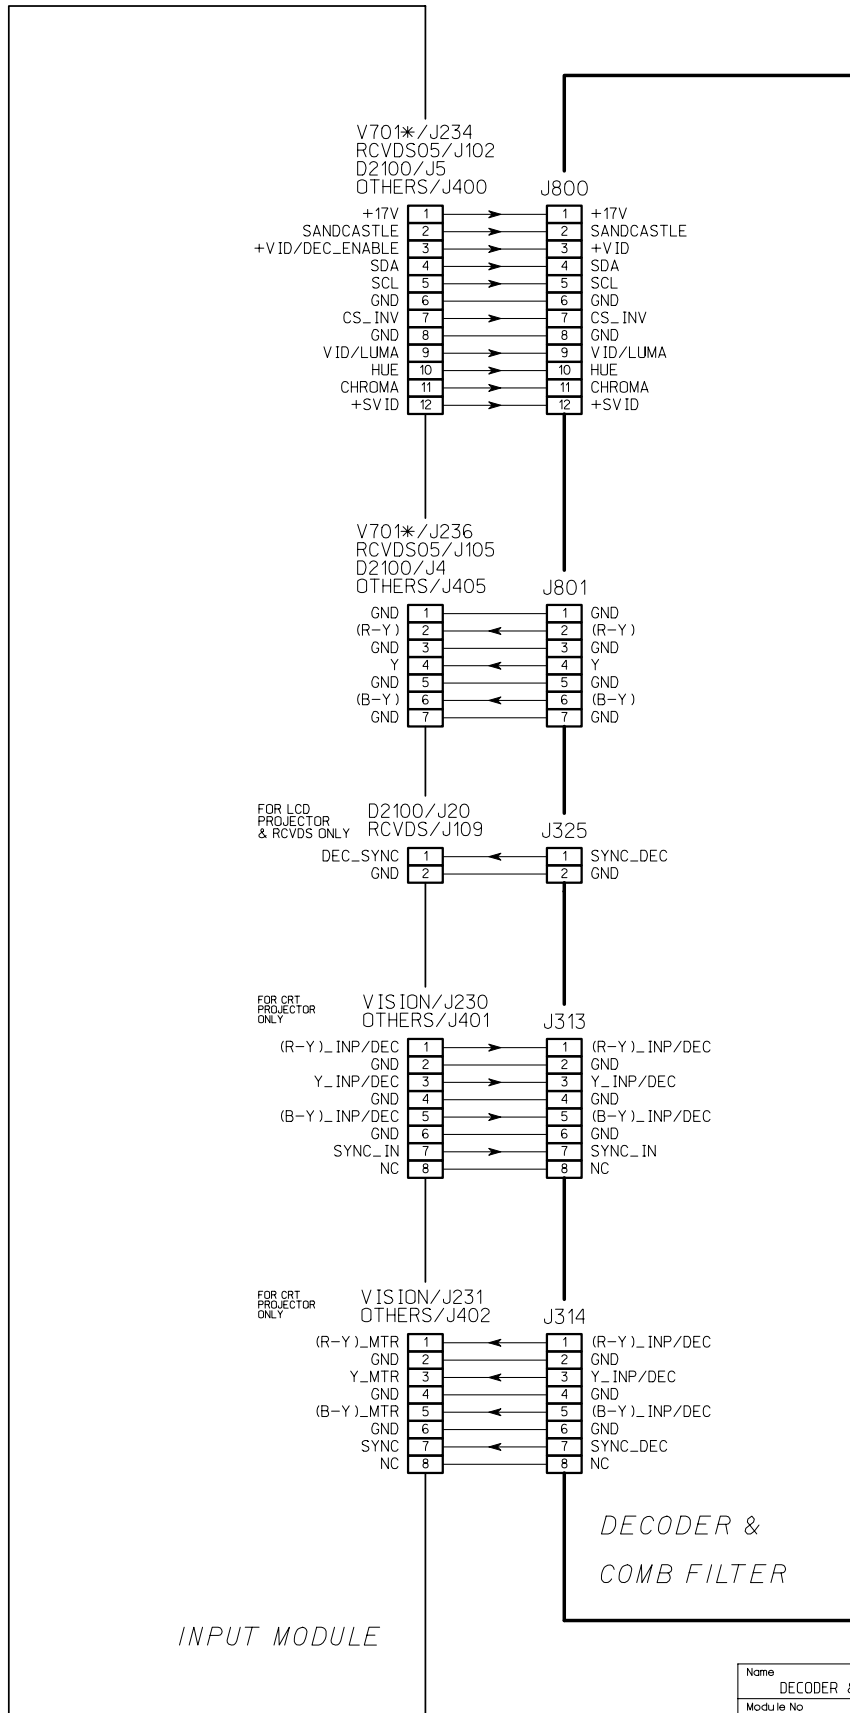 V701*/J234
RCVDS05/J102
D2100/J5
OTHERS/J400 J800
+17V 1 1 +17V
SANDCASTLE 2 2 SANDCASTLE
+VID/DEC_ENABLE 3 3 +VID
SDA 4 4 SDA
SCL 5 5 SCL
GND 6 6 GND
CS_INV 7 7 CS_INV
GND 8 8 GND
VID/LUMA 9 9 VID/LUMA
HUE 10 10 HUE
CHROMA 11 11 CHROMA
+SVID 12 12 +SVID
V701*/J236
RCVDS05/J105
D2100/J4
OTHERS/J405 J801
GND 1 1 GND
(R-Y) 2 2 (R-Y)
GND 3 3 GND
Y 4 4 Y
GND 5 5 GND
(B-Y) 6 6 (B-Y)
GND 7 7 GND
FOR LCD
PROJECTOR
& RCVDS ONLY
D2100/J20
RCVDS/J109 J325
DEC_SYNC 1 1 SYNC_DEC
GND 2 2 GND
FOR CRT
PROJECTOR
ONLY
VISION/J230
OTHERS/J401 J313
(R-Y)_INP/DEC 1 1 (R-Y)_INP/DEC
GND 2 2 GND
Y_INP/DEC 3 3 Y_INP/DEC
GND 4 4 GND
(B-Y)_INP/DEC 5 5 (B-Y)_INP/DEC
GND 6 6 GND
SYNC_IN 7 7 SYNC_IN
NC 8 8 NC
FOR CRT
PROJECTOR
ONLY
VISION/J231
OTHERS/J402 J314
(R-Y)_MTR 1 1 (R-Y)_INP/DEC
GND 2 2 GND
Y_MTR 3 3 Y_INP/DEC
GND 4 4 GND
(B-Y)_MTR 5 5 (B-Y)_INP/DEC
GND 6 6 GND
SYNC 7 7 SYNC_DEC
NC 8 8 NC
DECODER &
COMB FILTER
INPUT MODULE
Name
DECODER &
Module No